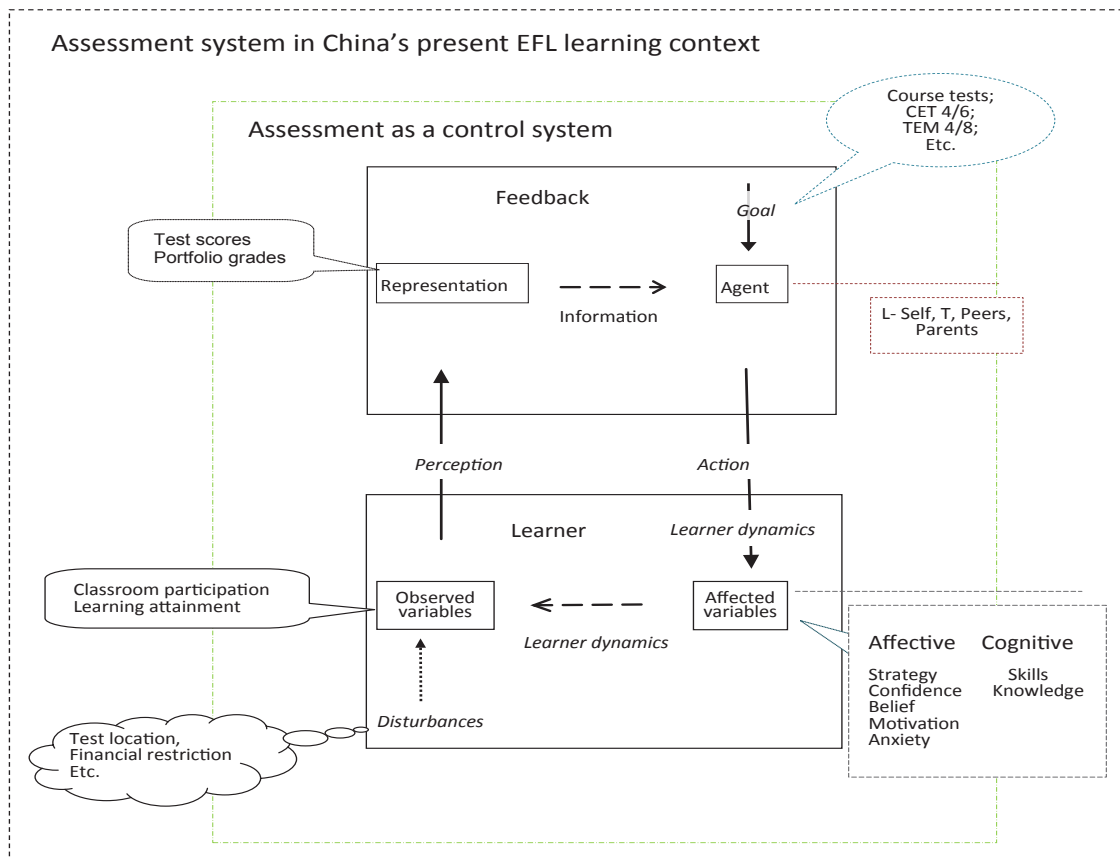 Assessment system in China's present EFL learning context
Course tests;
CET 4/6;
TEM 4/8;
Etc.
Assessment as a control system
Feedback
Goal
Test scores
Portfolio grades
Representation
Agent
Information
L- Self, T, Peers,
Parents
Perception
Action
Learner
Learner dynamics
Classroom participation
Learning attainment
Observed
variables
Affected
variables
Learner dynamics
Affective
Cognitive
Strategy
Confidence
Belief
Motivation
Anxiety
Skills
Knowledge
Disturbances
Test location,
Financial restriction
Etc.